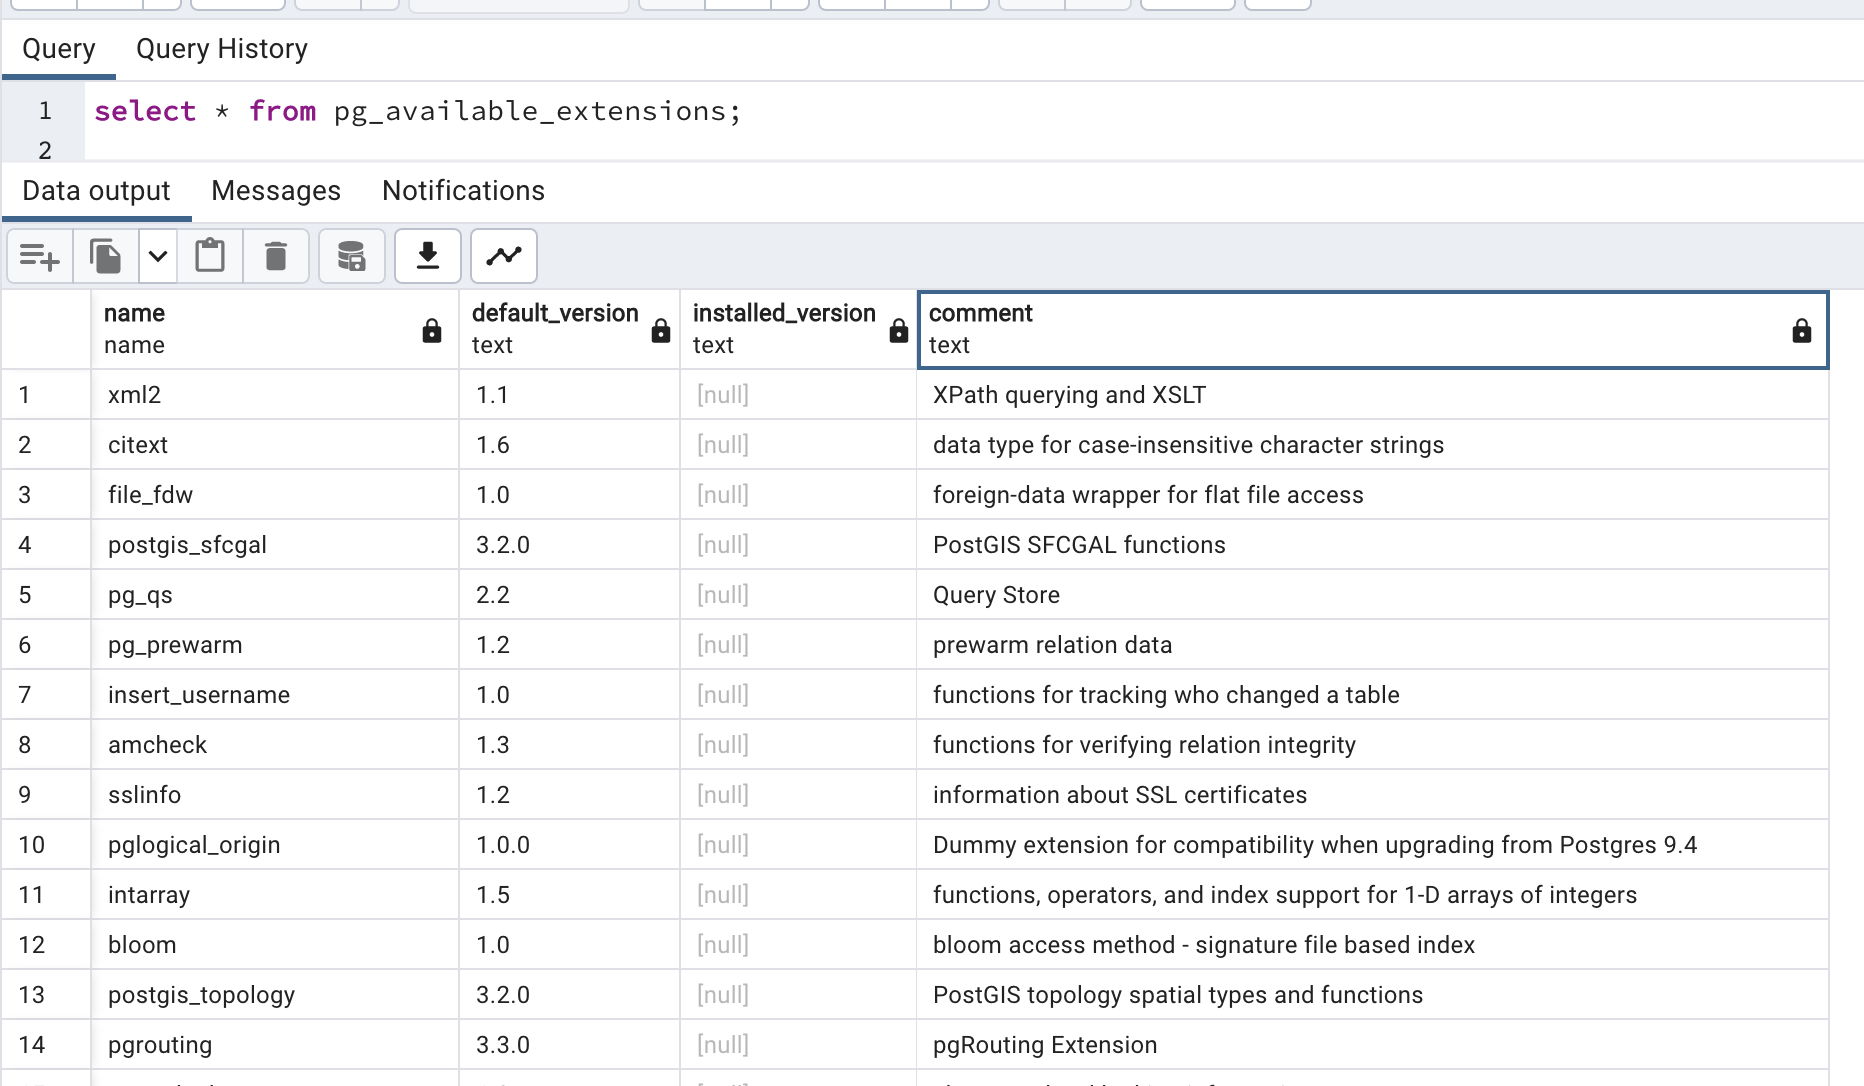 Query Query History
1 select * from pg_available_extensions;
2
Data output Messages Notifications
name default_version installed_version comment
name text text text
1 xml2 1.1 [null] XPath querying and XSLT
2 citext 1.6 [null] data type for case-insensitive character strings
3 file_fdw 1.0 [null] foreign-data wrapper for flat file access
4 postgis_sfcgal 3.2.0 [null] PostGIS SFCGAL functions
5 pg_qs 2.2 [null] Query Store
6 pg_prewarm 1.2 [null] prewarm relation data
7 insert_username 1.0 [null] functions for tracking who changed a table
8 amcheck 1.3 [null] functions for verifying relation integrity
9 sslinfo 1.2 [null] information about SSL certificates
10 pglogical_origin 1.0.0 [null] Dummy extension for compatibility when upgrading from Postgres 9.4
11 intarray 1.5 [null] functions, operators, and index support for 1-D arrays of integers
12 bloom 1.0 [null] bloom access method - signature file based index
13 postgis_topology 3.2.0 [null] PostGIS topology spatial types and functions
14 pgrouting 3.3.0 [null] pgRouting Extension